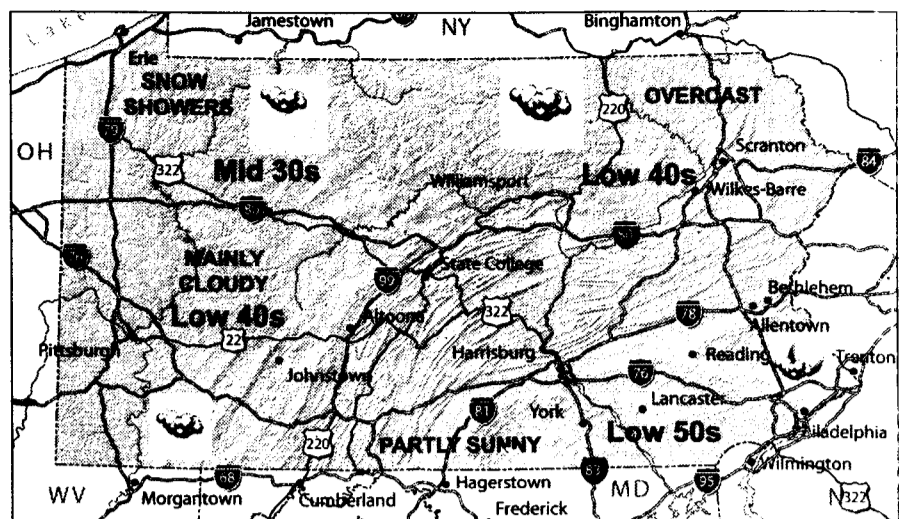 Lake
Jamestown
NY
Binghamton
Erie
SNOW
SHOWERS
220
OVERCAST
OH
79
322
Mid 30s
Scranton
84
Williamsport
Low 40s
Wilkes-Barre
80
80
MAINLY
CLOUDY
Low 40s
99
State College
Bethlehem
322
78
Allentown
Altoona
22
Pittsburgh
Harrisburg
Reading
Trenton
Johnstown
76
Lancaster
81
York
220
PARTLY SUNNY
Low 50s
iladelphia
Wilmington
WV
68
83
95
MD
N
322
Morgantown
Cumberland
Hagerstown
Frederick